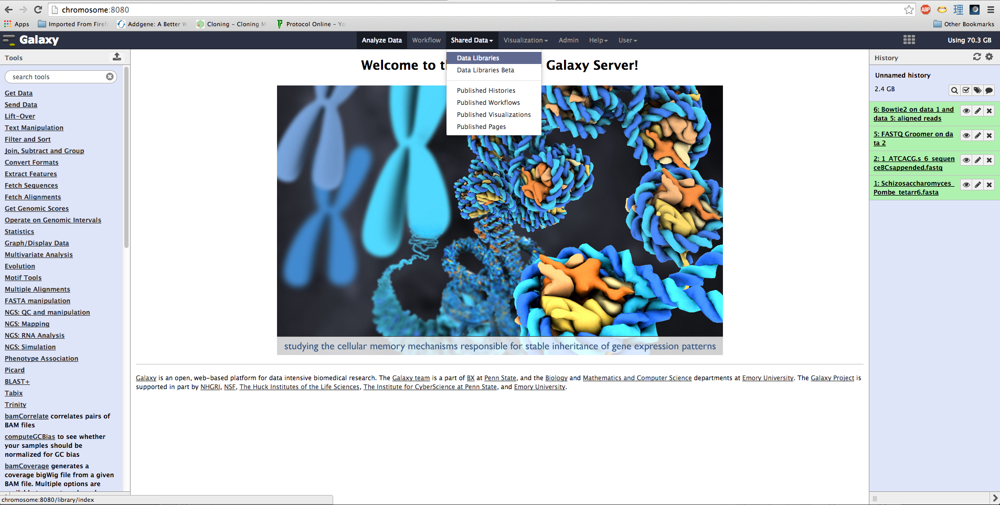 chromosome:8080
ABP
理
Apps
Imported From Firef
Addgene: A Better W
Cloning – Cloning M
Protocol Online – Yo
Other Bookmarks
Galaxy
Analyze Data
Workflow
Shared Data
Visualization
Admin
Help
User
Using 70.3 GB
Tools
search tools
Get Data
Send Data
Lift-Over
Text Manipulation
Filter and Sort
Join, Subtract and Group
Convert Formats
Extract Features
Fetch Sequences
Fetch Alignments
Get Genomic Scores
Operate on Genomic Intervals
Statistics
Graph/Display Data
Multivariate Analysis
Evolution
Motif Tools
Multiple Alignments
FASTA manipulation
NGS: QC and manipulation
NGS: Mapping
NGS: RNA Analysis
NGS: Simulation
Phenotype Association
Picard
BLAST+
Tabix
Trinity
bamCorrelate correlates pairs of
BAM files
computeGCBias to see whether
your samples should be
normalized for GC bias
bamCoverage generates a
coverage bigWig file from a given
BAM file. Multiple options are
chromosome:8080/library/index
Data Libraries
Data Libraries Beta
Published Histories
Published Workflows
Published Visualizations
Published Pages
Welcome to Galaxy Server!
studying the cellular memory mechanisms responsible for stable inheritance of gene expression patterns
Galaxy is an open, web-based platform for data intensive biomedical research. The Galaxy team is a part of BX at Penn State, and the Biology and Mathematics and Computer Science departments at Emory University. The Galaxy Project is
supported in part by NHGRI, NSF, The Huck Institutes of the Life Sciences, The Institute for CyberScience at Penn State, and Emory University.
History
Unnamed history
2.4 GB
6: Bowtie2 on data 1 and
data 5: aligned reads
5: FASTQ Groomer on da
ta 2
2: 1_ATCACG.s_6_sequen
ceBCsappended.fastq
1: Schizosaccharomyces_
Pombe_tetarr6.fasta